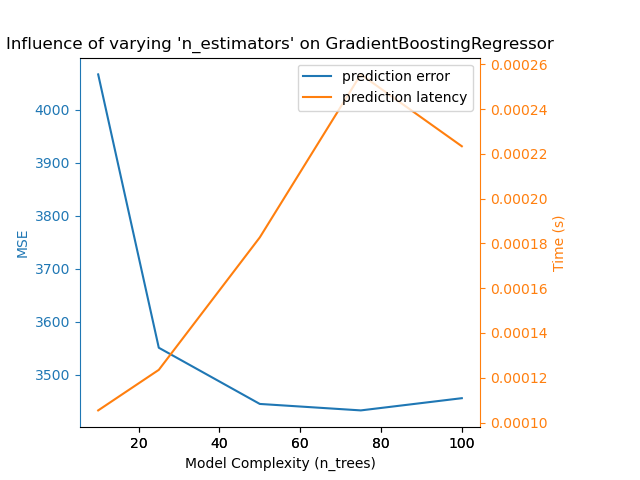 Influence of varying 'n_estimators' on GradientBoostingRegressor
prediction error
prediction latency
MSE
4000
3900
3800
3700
3600
3500
0.00026
0.00024
0.00022
0.00020
0.00018
0.00016
0.00014
0.00012
0.00010
Time (s)
20 40 60 80 100
Model Complexity (n_trees)